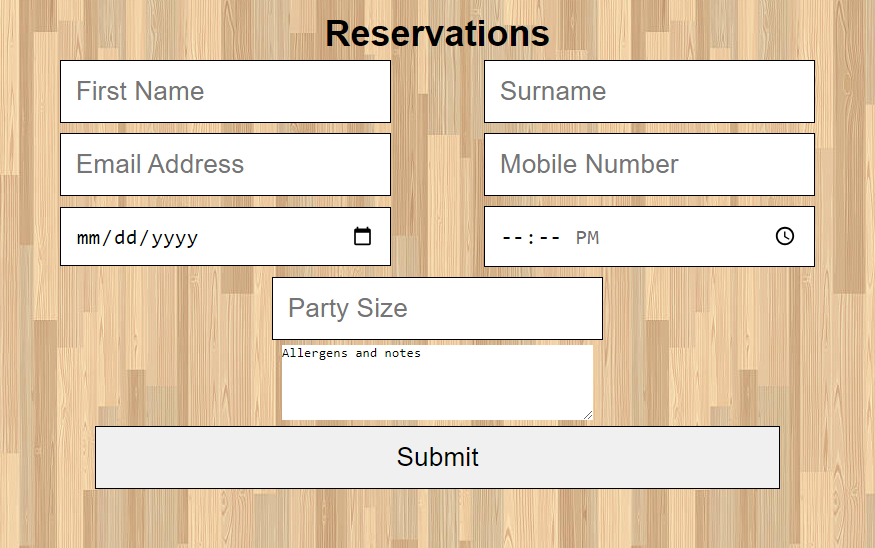 Reservations
First Name
Surname
Email Address
Mobile Number
mm/dd/yyyy
--:-- PM
Party Size
Allergens and notes
Submit